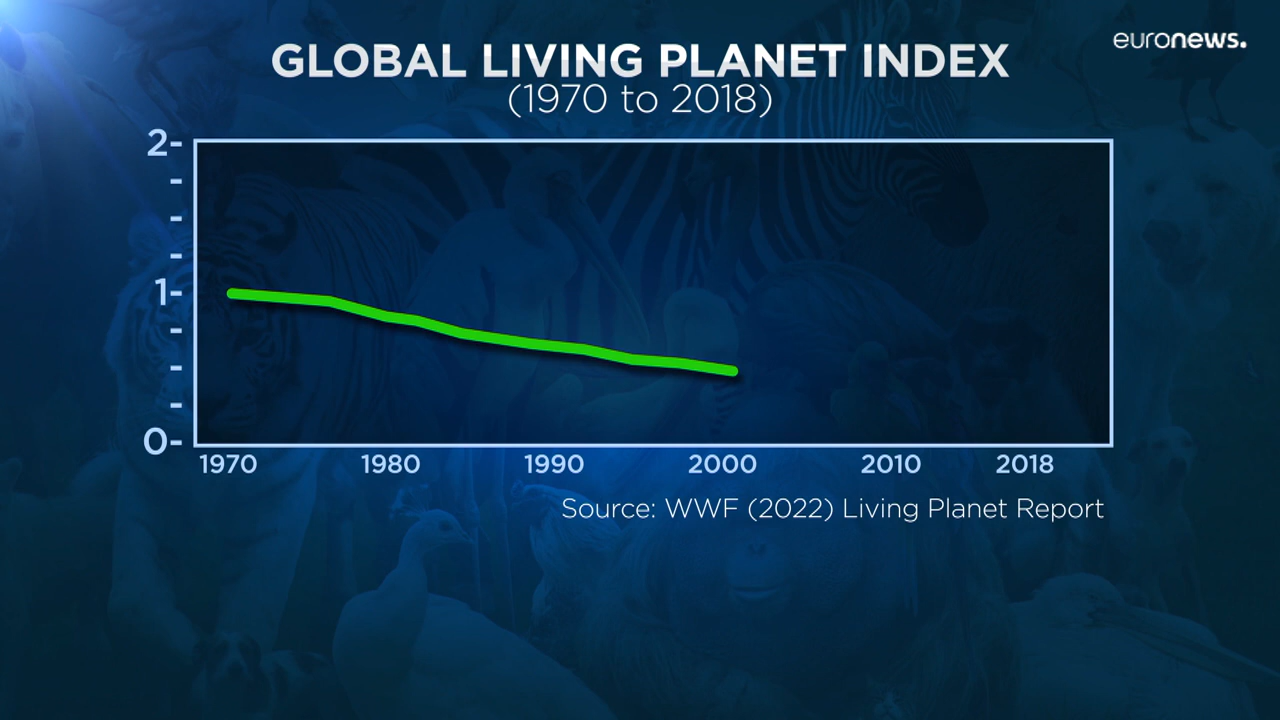 euronews.
GLOBAL LIVING PLANET INDEX
(1970 to 2018)
2-
1-
0-
1970 1980 1990 2000 2010 2018
Source: WWF (2022) Living Planet Report